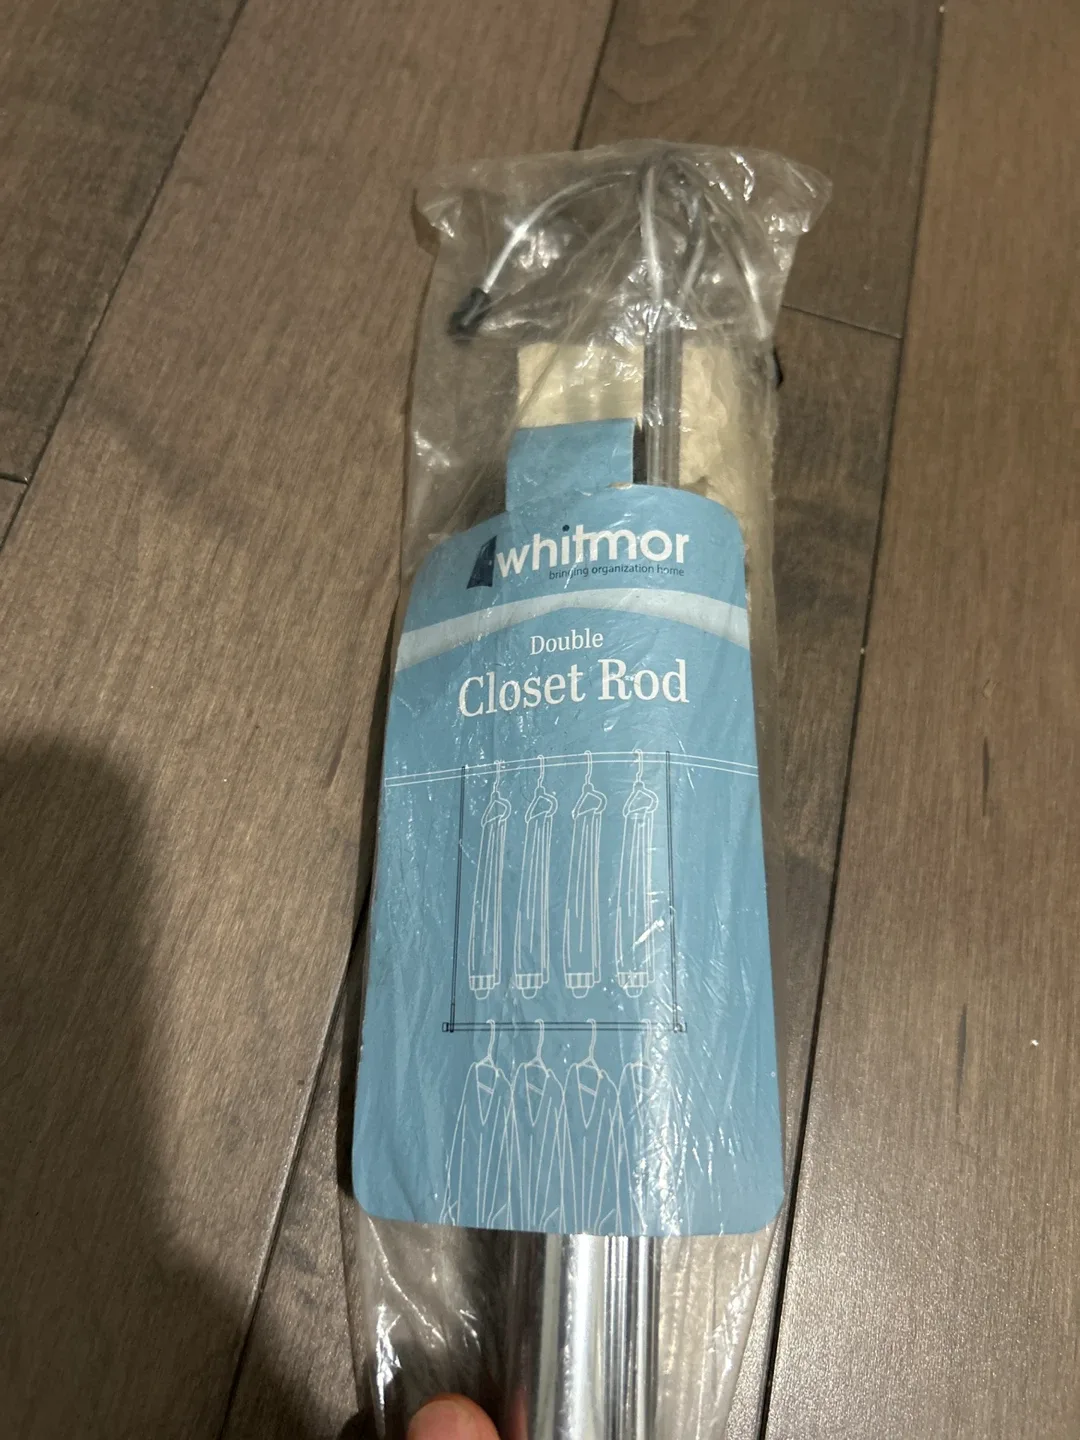 whitmor
bringing organization home
Double
Closet Rod